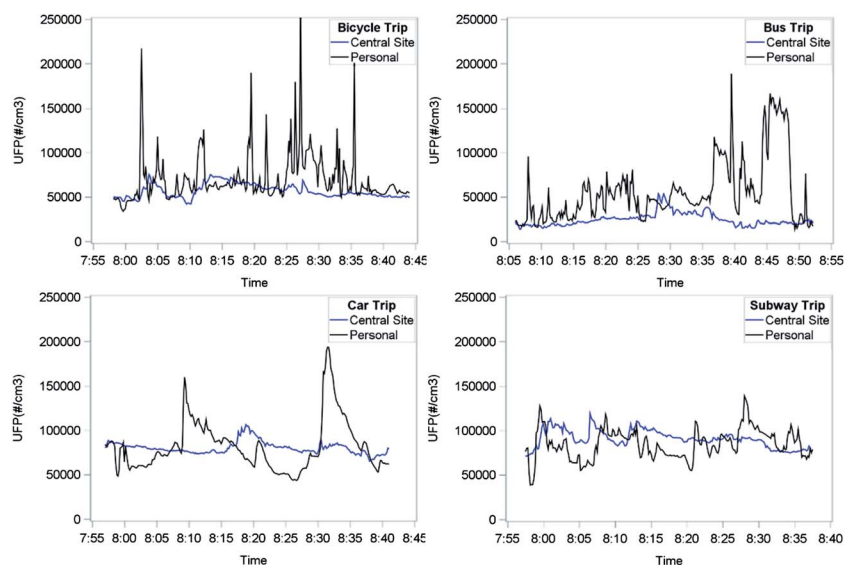 250000
200000
150000
100000
50000
0
UFP(#/cm3)
Bicycle Trip
Central Site
Personal
7:55 8:00 8:05 8:10 8:15 8:20 8:25 8:30 8:35 8:40 8:45
Time
250000
200000
150000
100000
50000
0
UFP(#/cm3)
Bus Trip
Central Site
Personal
8:05 8:10 8:15 8:20 8:25 8:30 8:35 8:40 8:45 8:50 8:55
Time
250000
200000
150000
100000
50000
0
UFP(#/cm3)
Car Trip
Central Site
Personal
7:55 8:00 8:05 8:10 8:15 8:20 8:25 8:30 8:35 8:40 8:45
Time
250000
200000
150000
100000
50000
0
UFP(#/cm3)
Subway Trip
Central Site
Personal
7:55 8:00 8:05 8:10 8:15 8:20 8:25 8:30 8:35 8:40
Time